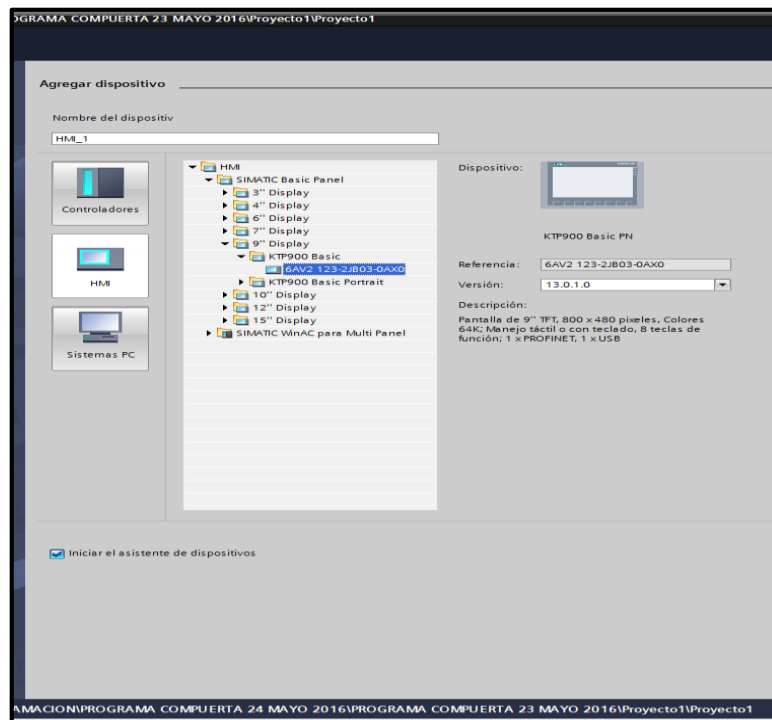 OGRAMA COMPUERTA 23 MAYO 2016\Proyecto1\Proyecto1
Agregar dispositivo
Nombre del dispositiv
HMI_1
Controladores
HMI
Sistemas PC
HMI
SIMATIC Basic Panel
3'' Display
4'' Display
6'' Display
7'' Display
9'' Display
KTP900 Basic
6AV2 123-2JB03-0AX0
KTP900 Basic Portrait
10'' Display
12'' Display
15'' Display
SIMATIC WinAC para Multi Panel
Dispositivo:
KTP900 Basic PN
Referencia: 6AV2 123-2JB03-0AX0
Versión: 13.0.1.0
Descripción:
Pantalla de 9'' TFT, 800 x 480 pixeles, Colores
64K; Manejo táctil o con teclado, 8 teclas de
función; 1 x PROFINET, 1 x USB
Iniciar el asistente de dispositivos
AMACION\PROGRAMA COMPUERTA 24 MAYO 2016\PROGRAMA COMPUERTA 23 MAYO 2016\Proyecto1\Proyecto1